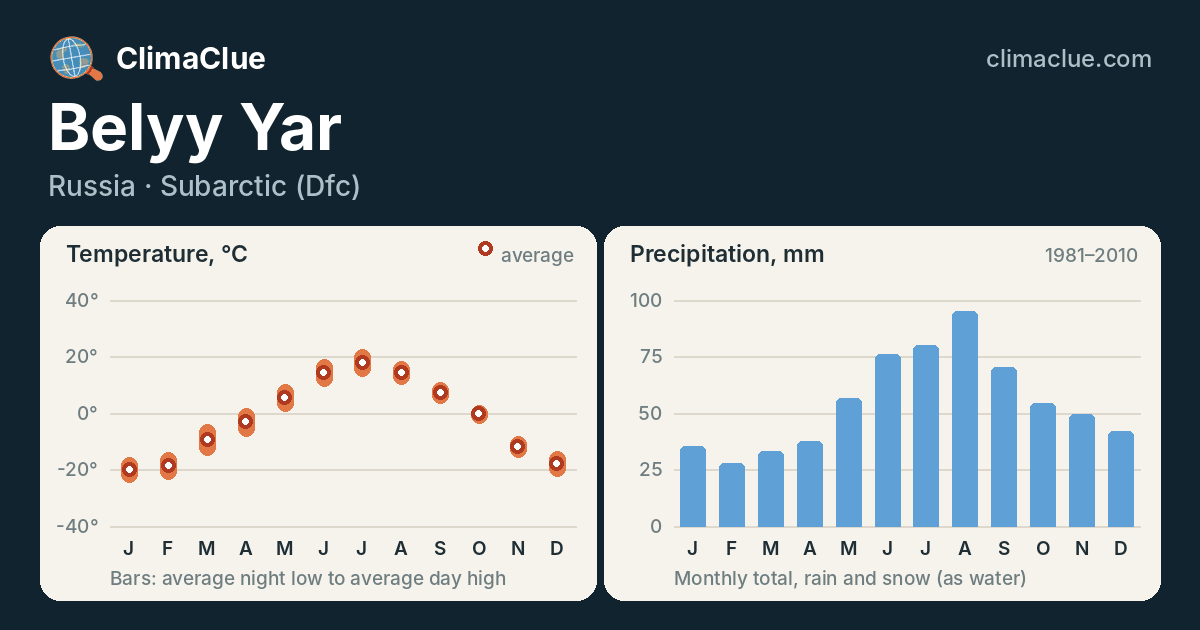 ClimaClue
climaclue.com
Belyy Yar
Russia · Subarctic (Dfc)
Temperature, °C
average
40°
20°
0°
-20°
-40°
J F M A M J J A S O N D
Bars: average night low to average day high
Precipitation, mm
1981–2010
100
75
50
25
0
J F M A M J J A S O N D
Monthly total, rain and snow (as water)